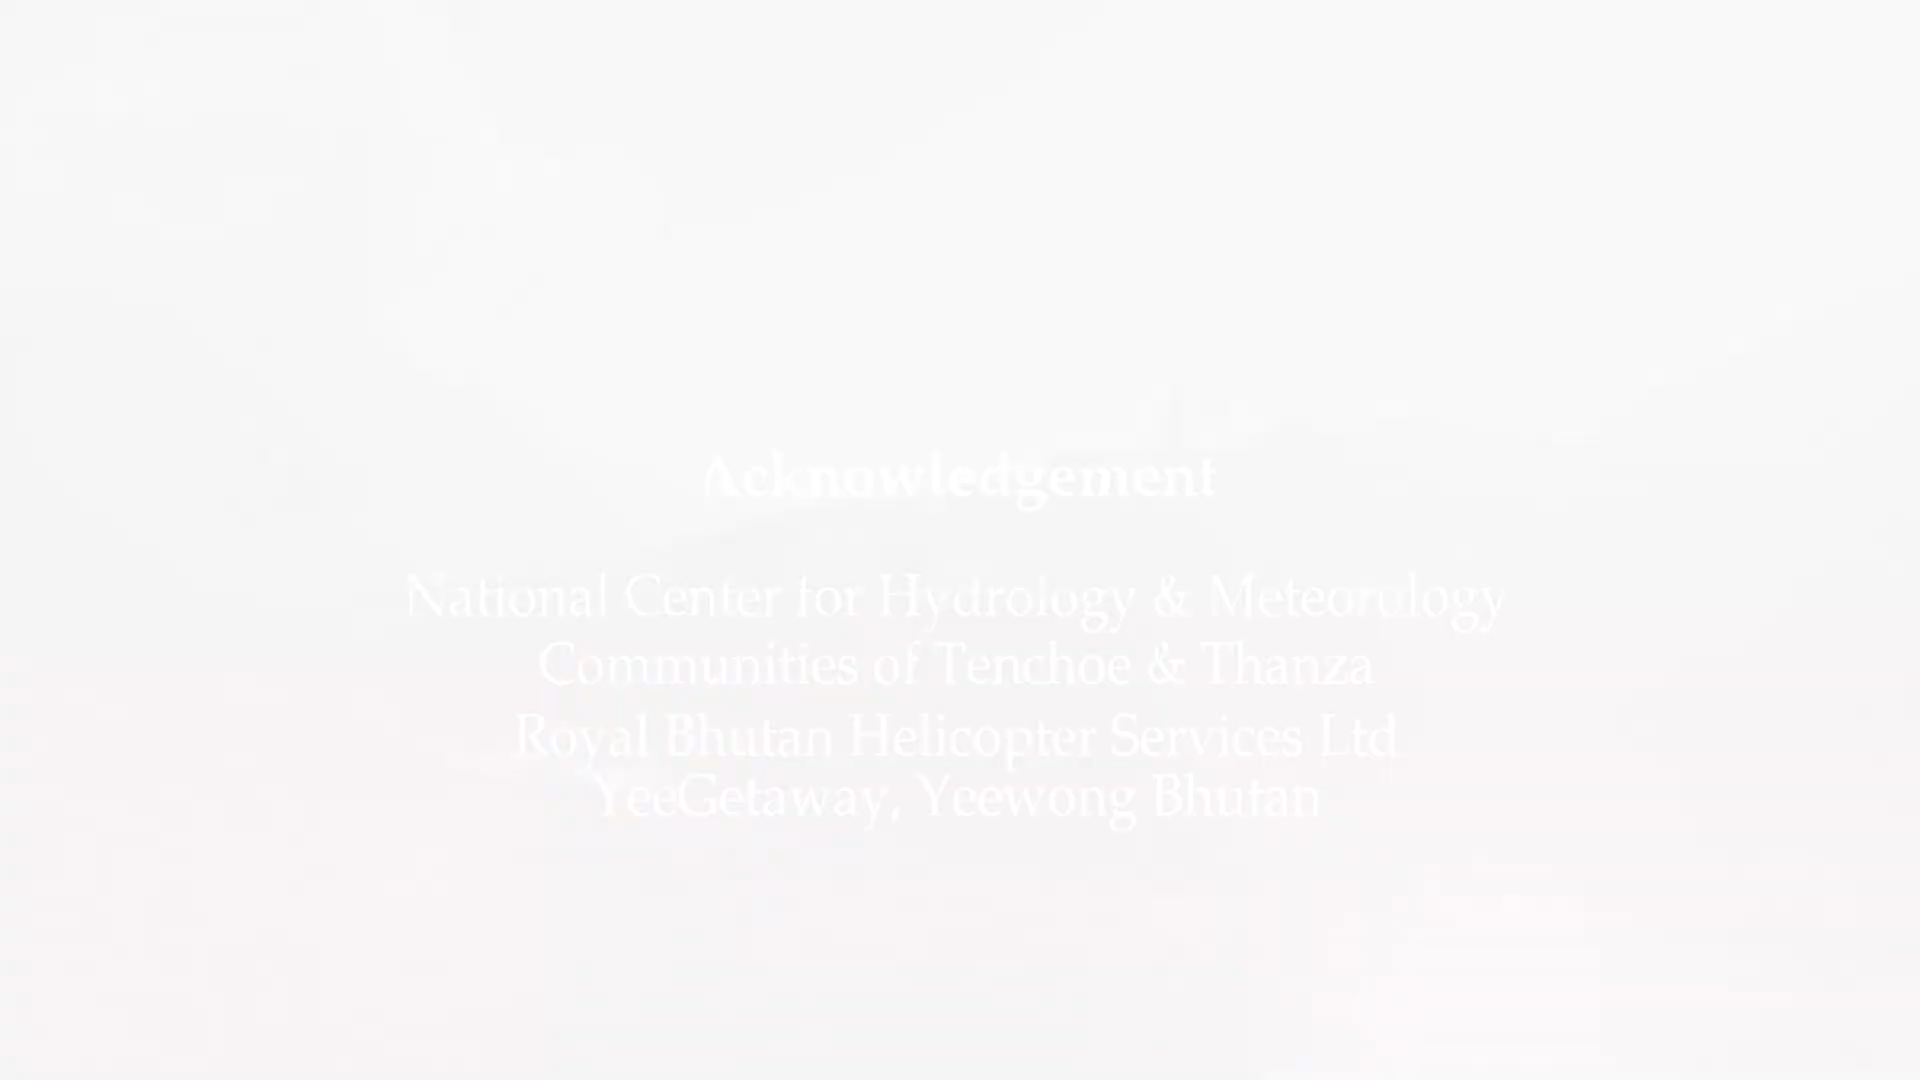 Acknowledgement
National Center for Hydrology & Meteorology
Communities of Tenchoe & Thanza
Royal Bhutan Helicopter Services Ltd
YeeGetaway, Yeewong Bhutan